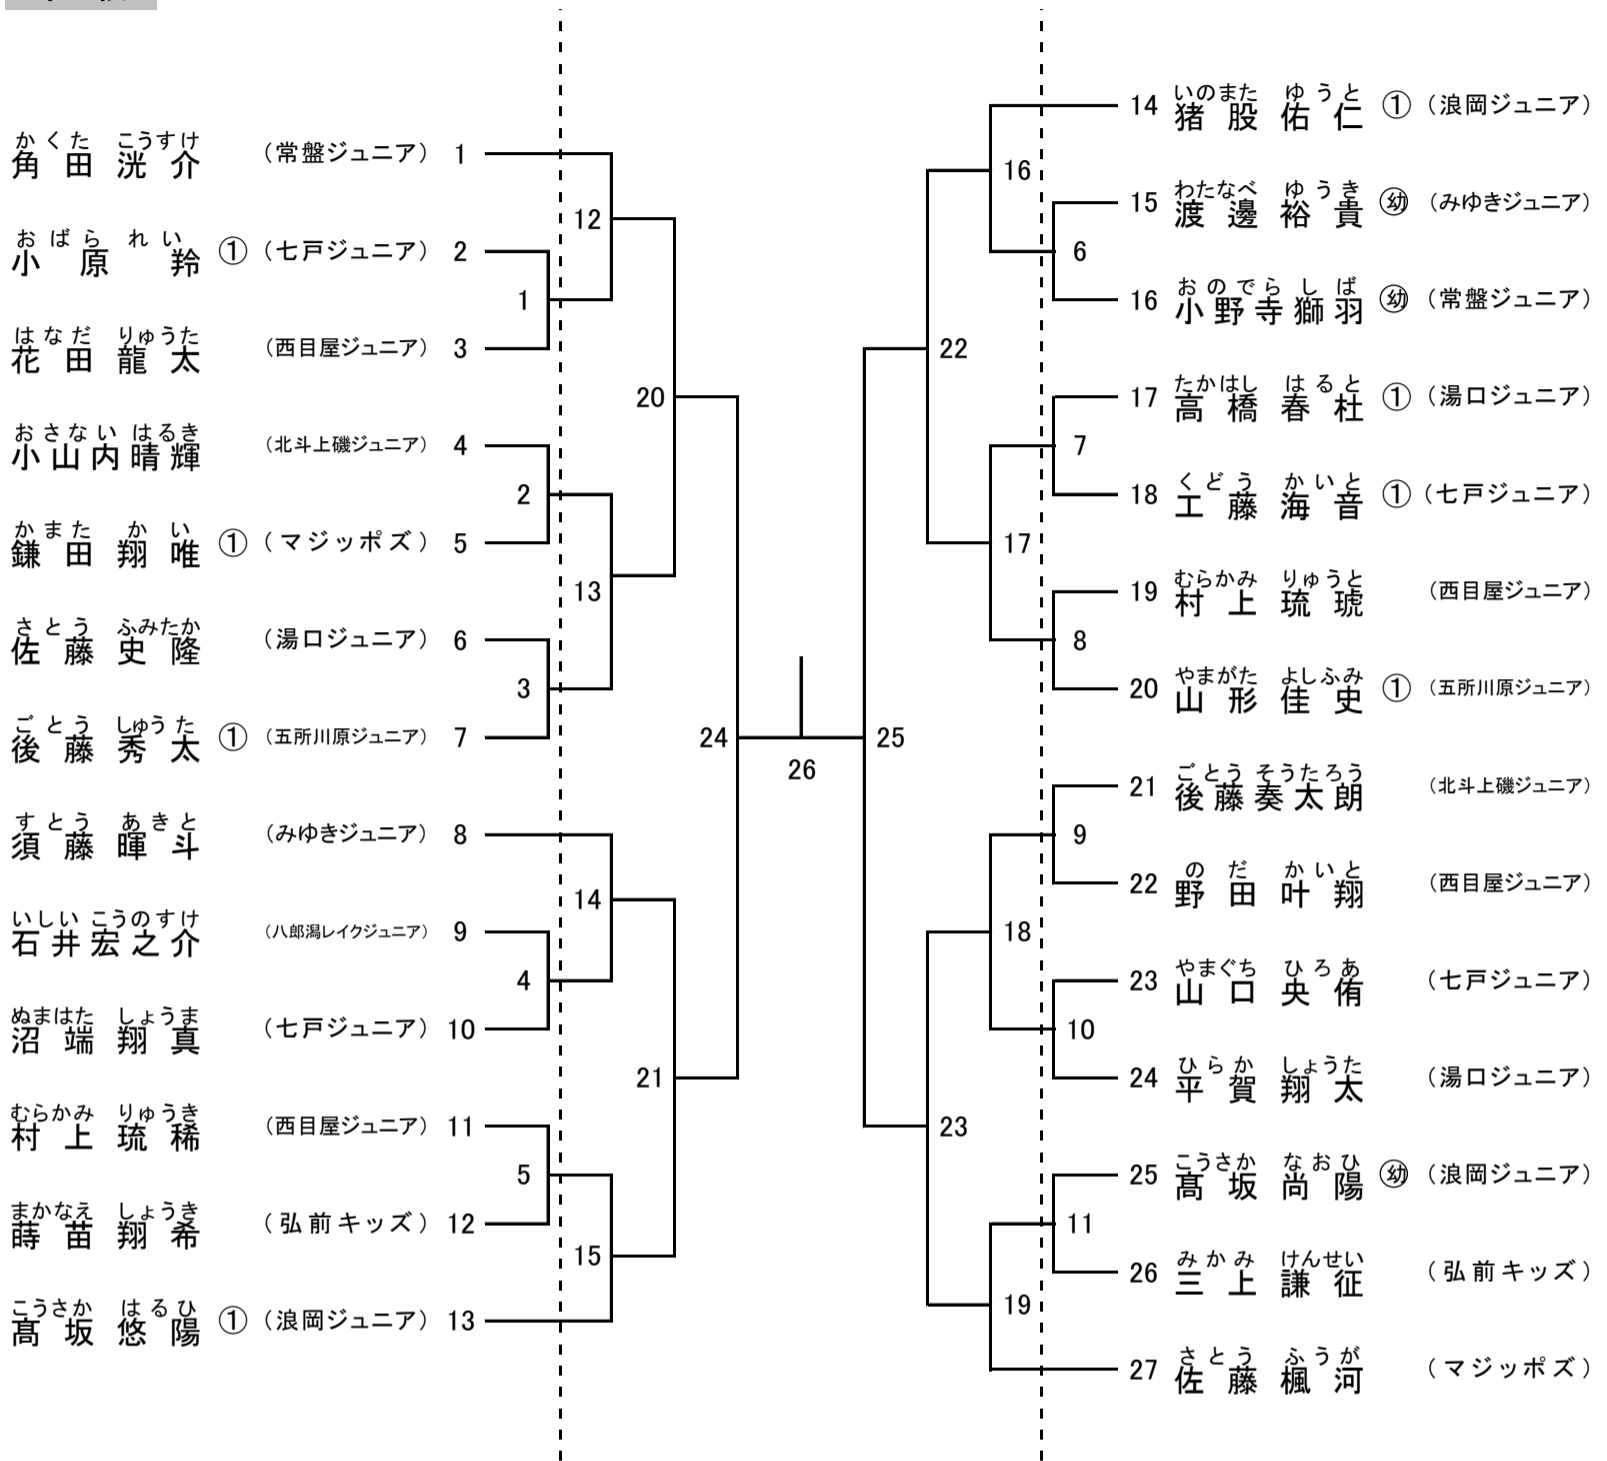 かくた こうすけ
角田 洸介 （常盤ジュニア） 1
おばら れい
小原 羚 ① （七戸ジュニア） 2
はなだ りゅうた
花田 龍太 （西目屋ジュニア） 3
おさない はるき
小山内晴輝 （北斗上磯ジュニア） 4
かまた かい
鎌田 翔唯 ① （マジッポズ） 5
さとう ふみたか
佐藤 史隆 （湯口ジュニア） 6
ごとう しゅうた
後藤 秀太 ① （五所川原ジュニア） 7
すとう あきと
須藤 暉斗 （みゆきジュニア） 8
いしい こうのすけ
石井宏之介 （八郎潟レイクジュニア） 9
ぬまはた しょうま
沼端 翔真 （七戸ジュニア） 10
むらかみ りゅうき
村上 琉稀 （西目屋ジュニア） 11
まかなえ しょうき
蒔苗 翔希 （弘前キッズ） 12
こうさか はるひ
髙坂 悠陽 ① （浪岡ジュニア） 13
1
2
3
4
5
12
13
14
15
20
21
24
26
25
22
23
16
17
18
19
6
7
8
9
10
11
いのまた ゆうと
14 猪股 佑仁 ① （浪岡ジュニア）
わたなべ ゆうき
15 渡邊 裕貴 ㊇ （みゆきジュニア）
おのでら しば
16 小野寺獅羽 幼 （常盤ジュニア）
たかはし はると
17 高橋 春杜 ① （湯口ジュニア）
くどう かいと
18 工藤 海音 ① （七戸ジュニア）
むらかみ りゅうと
19 村上 琉琥 （西目屋ジュニア）
やまがた よしふみ
20 山形 佳史 ① （五所川原ジュニア）
ごとう そうたろう
21 後藤奏太朗 （北斗上磯ジュニア）
のだ かいと
22 野田 叶翔 （西目屋ジュニア）
やまぐち ひろあ
23 山口 央侑 （七戸ジュニア）
ひらか しょうた
24 平賀 翔太 （湯口ジュニア）
こうさか なおひ
25 髙坂 尚陽 幼 （浪岡ジュニア）
みかみ けんせい
26 三上 謙征 （弘前キッズ）
さとう ふうが
27 佐藤 楓河 （マジッポズ）